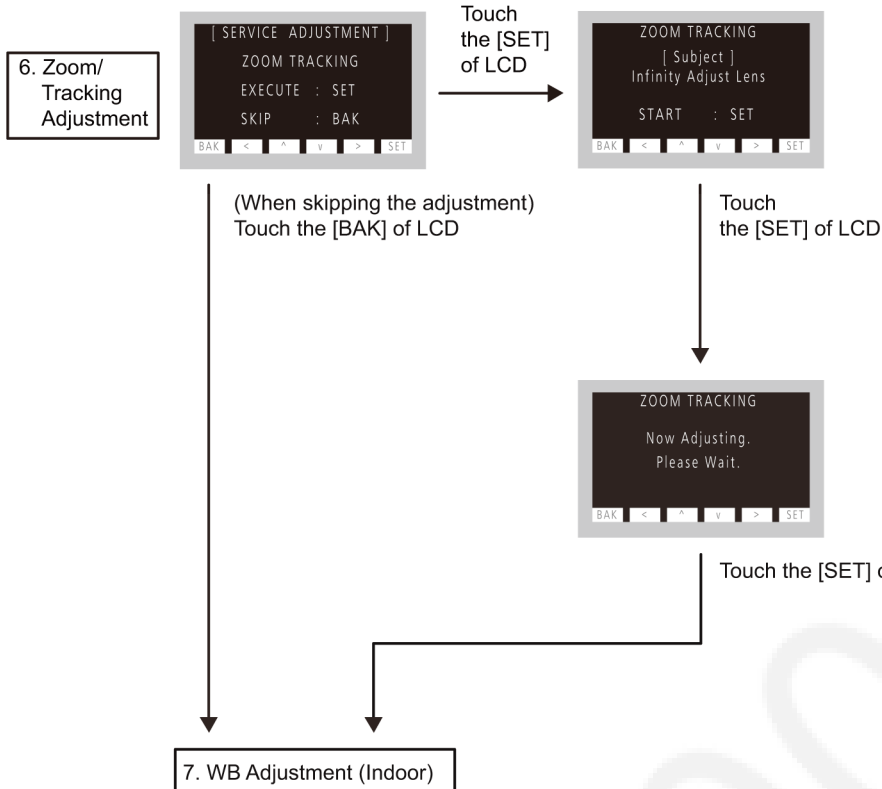 6. Zoom/
Tracking
Adjustment
[ SERVICE ADJUSTMENT ]
ZOOM TRACKING
EXECUTE : SET
SKIP : BAK
BAK < ^ v > SET
Touch
the [SET]
of LCD
ZOOM TRACKING
[ Subject ]
Infinity Adjust Lens
START : SET
BAK < ^ v > SET
(When skipping the adjustment)
Touch the [BAK] of LCD
Touch
the [SET] of LCD
ZOOM TRACKING
Now Adjusting.
Please Wait.
BAK < ^ v > SET
Touch the [SET]
7. WB Adjustment (Indoor)